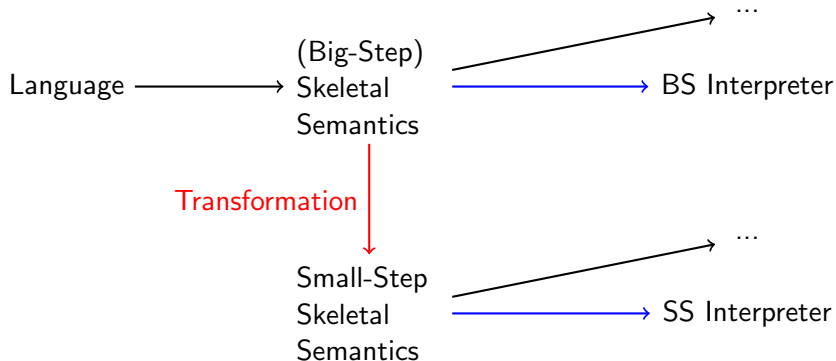 ...
(Big-Step)
Language
Skeletal
BS Interpreter
Semantics
Transformation
...
Small-Step
Skeletal
SS Interpreter
Semantics